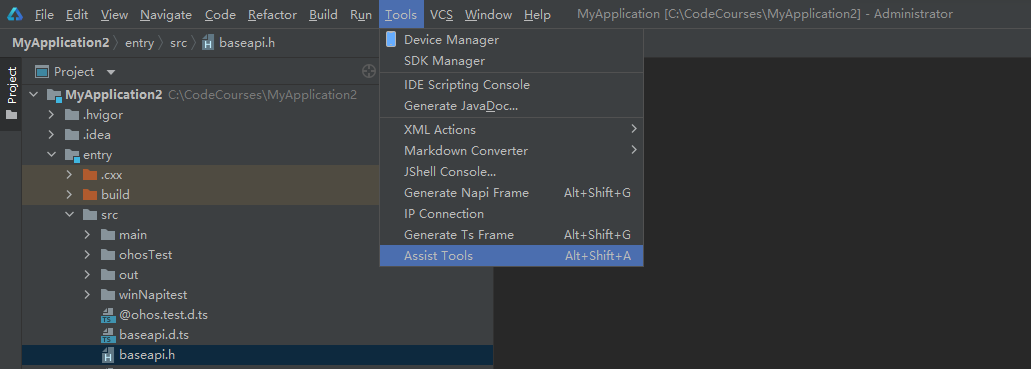 File Edit View Navigate Code Refactor Build Run Tools VCS Window Help MyApplication [C:\CodeCourses\MyApplication2] - Administrator
MyApplication2 entry src baseapi.h
Project
Project
MyApplication2 C:\CodeCourses\MyApplication2
.hvigor
.idea
entry
.cxx
build
src
main
ohosTest
out
winNapitest
@ohos.test.d.ts
baseapi.d.ts
baseapi.h
Device Manager
SDK Manager
IDE Scripting Console
Generate JavaDoc...
XML Actions
Markdown Converter
JShell Console...
Generate Napi Frame Alt+Shift+G
IP Connection
Generate Ts Frame Alt+Shift+G
Assist Tools Alt+Shift+A